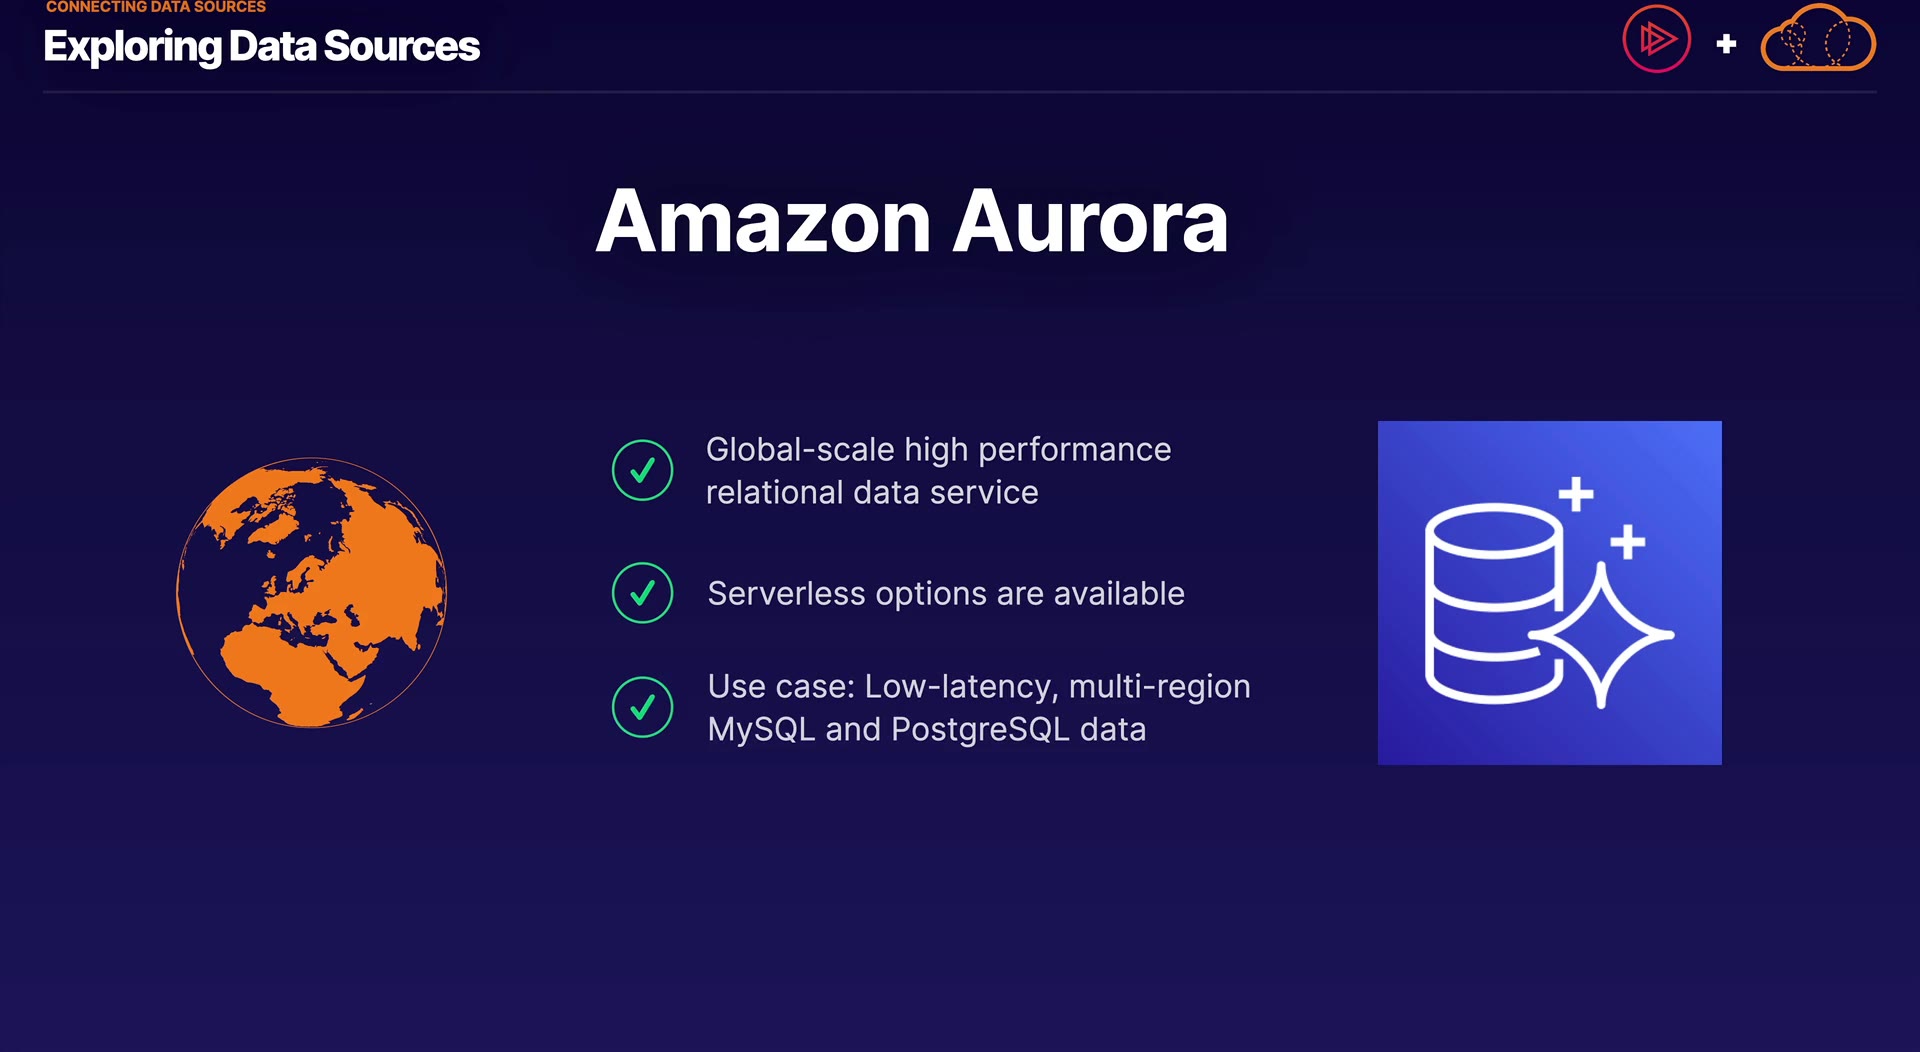 CONNECTING DATA SOURCES
Exploring Data Sources
Amazon Aurora
Global-scale high performance
relational data service
Serverless options are available
Use case: Low-latency, multi-region
MySQL and PostgreSQL data